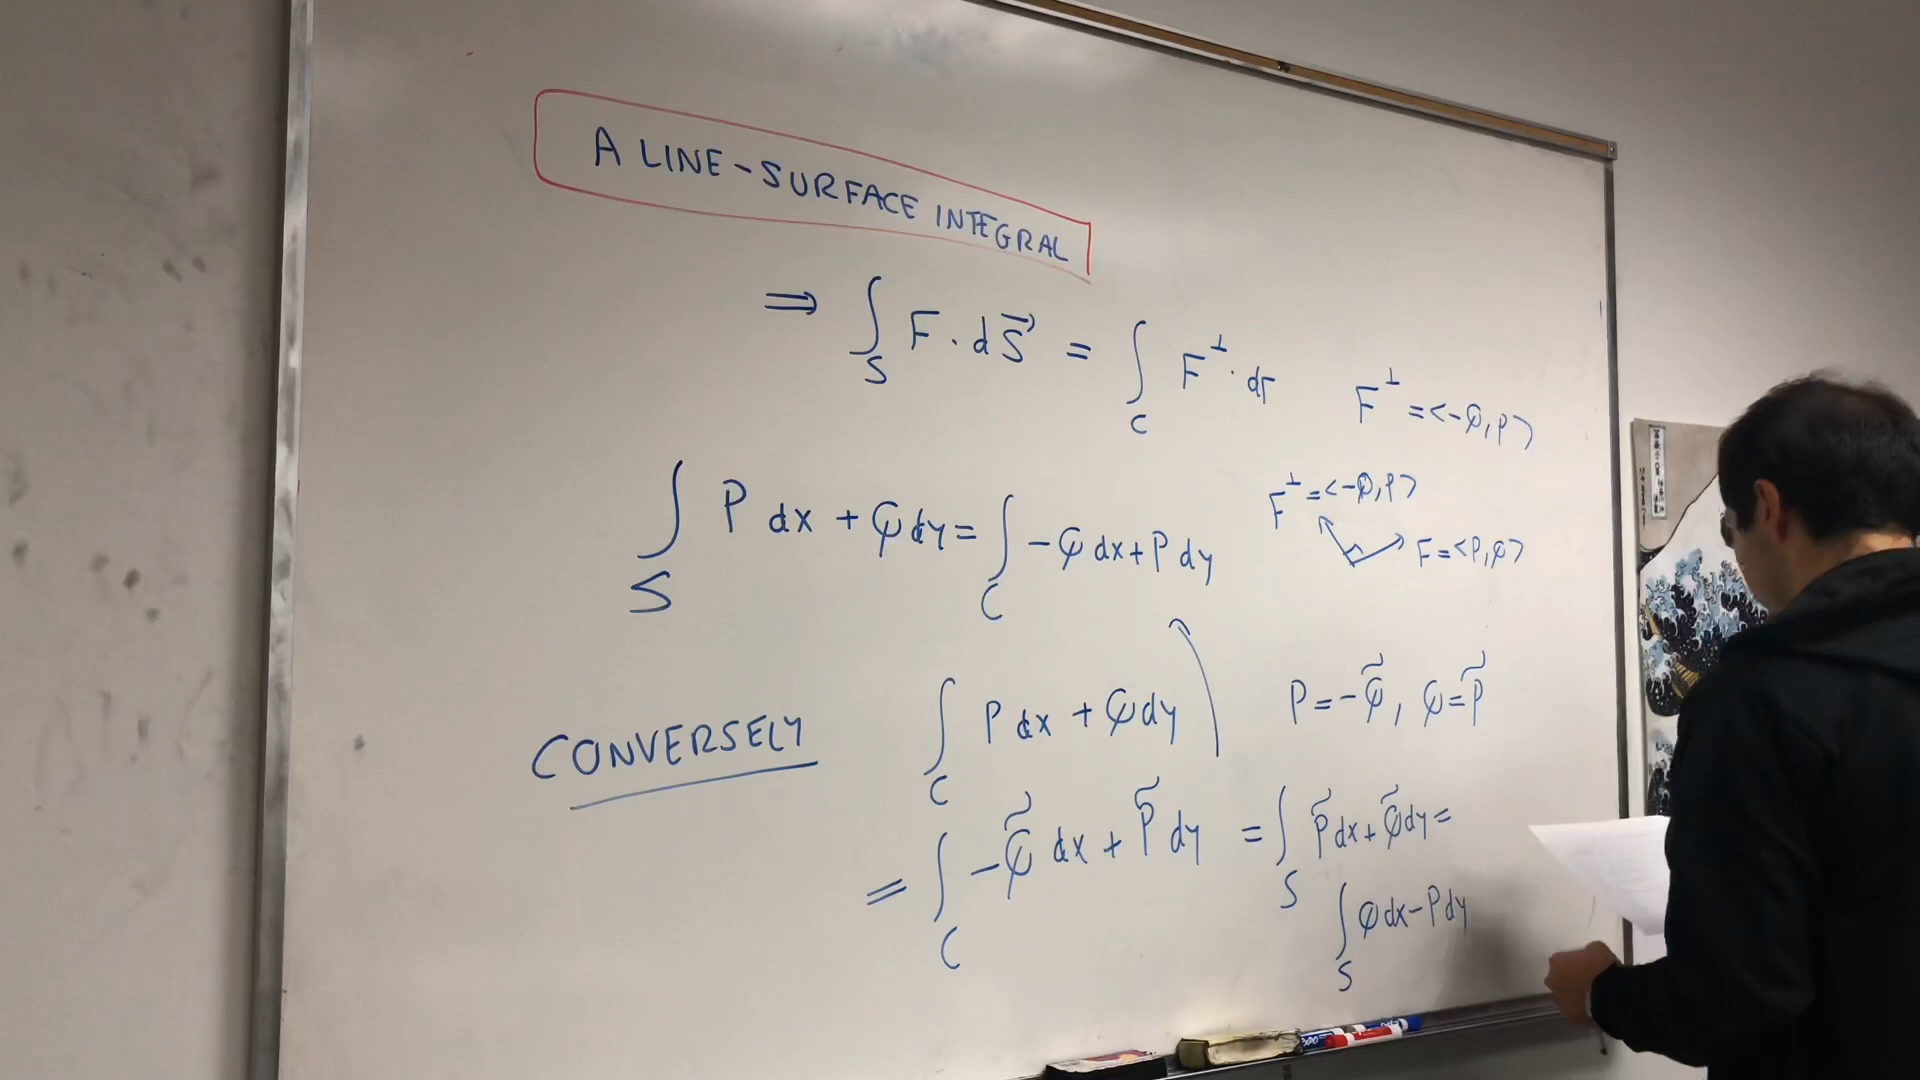 A LINE-SURFACE INTEGRAL
⇒ ∫_S F · dS⃗ = ∫_C F^⊥ · dr F^⊥ = <-Q, P>
∫_S P dx + Q dy = ∫_C -Q dx + P dy
F^⊥ = <-Q, P>
F = <P, Q>
CONVERSELY ∫_C P dx + Q dy P = -Q̃, Q = P̃
= ∫_C -Q̃ dx + P̃ dy = ∫_S P̃ dx + Q̃ dy =
∫_S Q dx - P dy